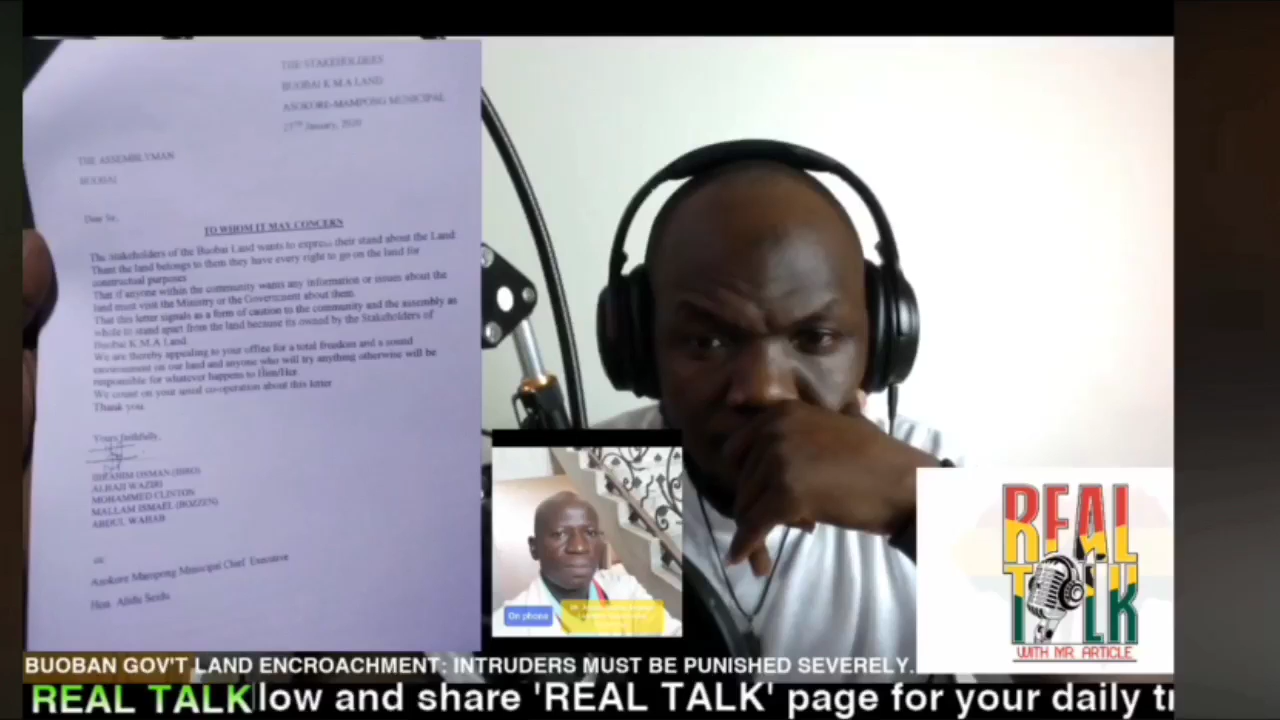 THE STAKEHOLDERS
BUOBAI K.M.A LAND
ASOKORE-MAMPONG MUNICIPAL
January, 2020
THE ASSEMBLYMAN
BUOBAI
Dear Sir,
TO WHOM IT MAY CONCERN
The Stakeholders of the Buobai Land wants to express their stand about the Land
Thant the land belongs to them they have every right to go on the land for
constructual purposes
That if anyone within the community wants any information or issues about the
land must visit the Ministry or the Government about them.
That this letter signals as a form of caution to the community and the assembly as
whole to stand apart from the land because its owned by the Stakeholders of
Buobai K.M.A Land.
We are thereby appealing to your offine for a total freedom and a sound
environment on our land and anyone who will try anything otherwise will be
responsible for whatever happens to Him/Her
We count on your usual co-operation about this letter
Thank you.
Yours faithfully,
IBRAHIM OSMAN (IBRO)
ALHAJI WAZIRI
MOHAMMED CLINTON
MALLAM ISMAEL (BOZZEN)
ABDUL WAHAB
cc:
Asokore Mampong Municipal Chief Executive
Hon. Alidu Seidu
On phone
REAL
TALK
WITH MR. ARTICLE
BUOBAN GOV'T LAND ENCROACHMENT: INTRUDERS MUST BE PUNISHED SEVERELY.
REAL TALK low and share 'REAL TALK' page for your daily